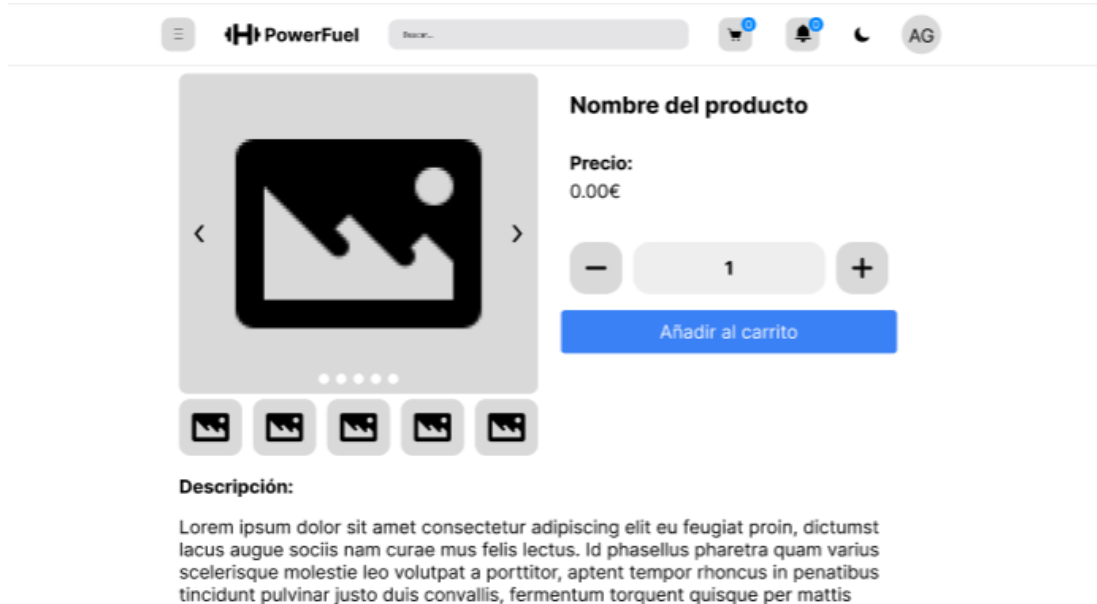 PowerFuel
Buscar...
0
0
AG
Nombre del producto
Precio:
0.00€
1
Añadir al carrito
Descripción:
Lorem ipsum dolor sit amet consectetur adipiscing elit eu feugiat proin, dictumst
lacus augue sociis nam curae mus felis lectus. Id phasellus pharetra quam varius
scelerisque molestie leo volutpat a porttitor, aptent tempor rhoncus in penatibus
tincidunt pulvinar justo duis convallis, fermentum torquent quisque per mattis